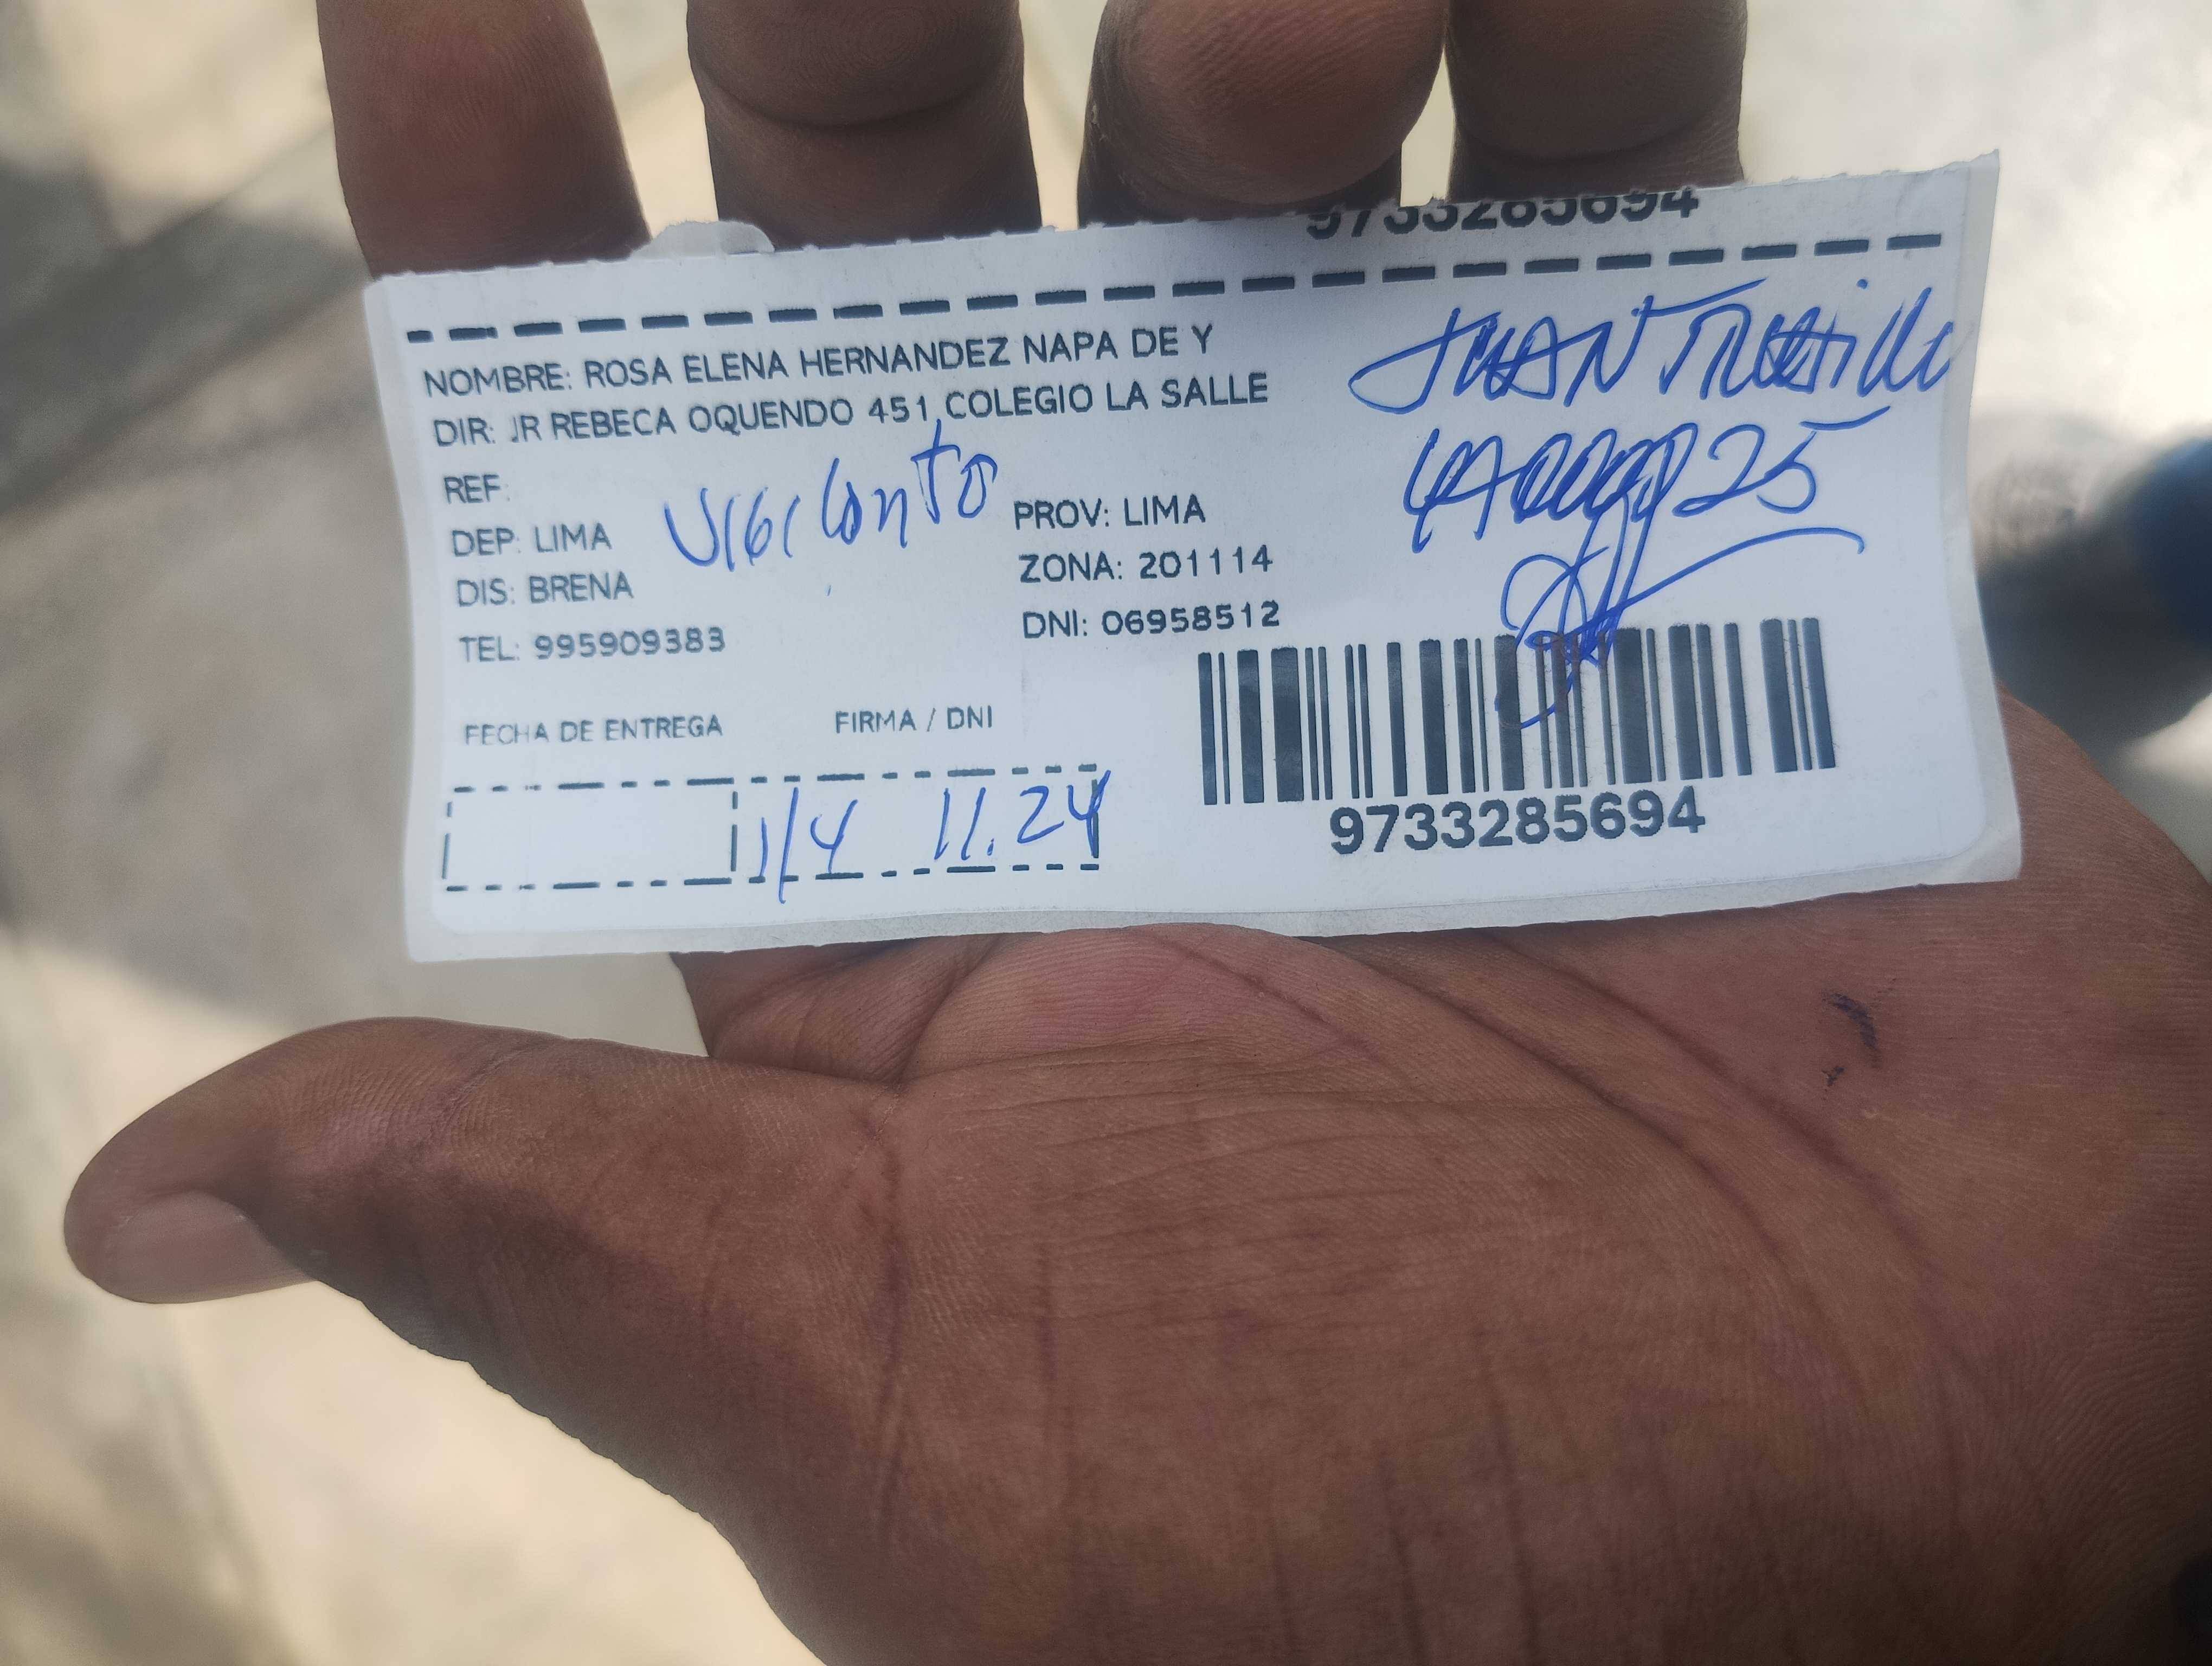 9733285694
NOMBRE: ROSA ELENA HERNANDEZ NAPA DE Y
DIR: JR REBECA OQUENDO 451, COLEGIO LA SALLE
REF:
DEP: LIMA
PROV: LIMA
DIS: BRENA
ZONA: 201114
TEL: 995909383
DNI: 06958512
Vigilante
JUAN
FECHA DE ENTREGA
FIRMA / DNI
1/4 11.24
9733285694